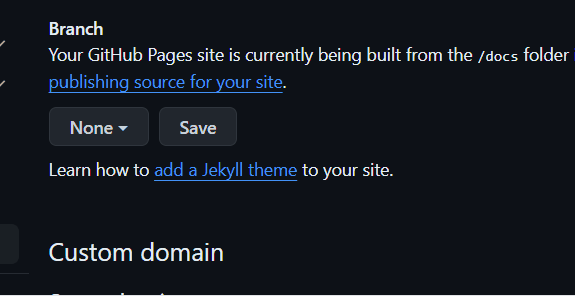 Branch
Your GitHub Pages site is currently being built from the /docs folder
publishing source for your site.
None
Save
Learn how to add a Jekyll theme to your site.
Custom domain